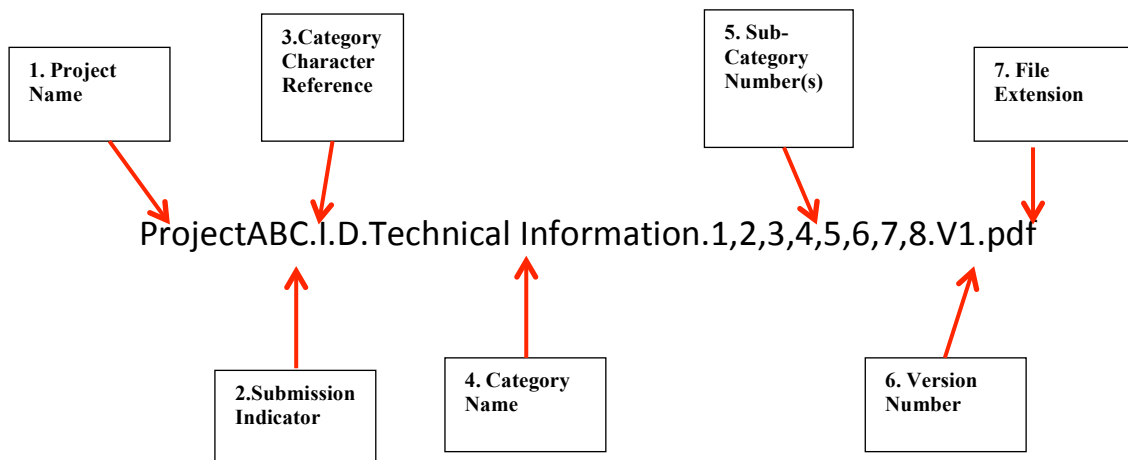 1. Project
Name
3.Category
Character
Reference
5. Sub-
Category
Number(s)
7. File
Extension
ProjectABC.I.D.Technical Information.1,2,3,4,5,6,7,8.V1.pdf
2.Submission
Indicator
4. Category
Name
6. Version
Number